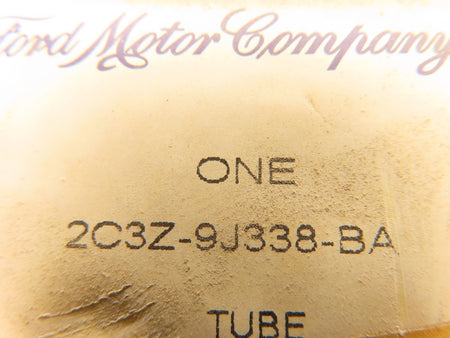 Ford Motor Company
ONE
2C3Z-9J338-BA
TUBE